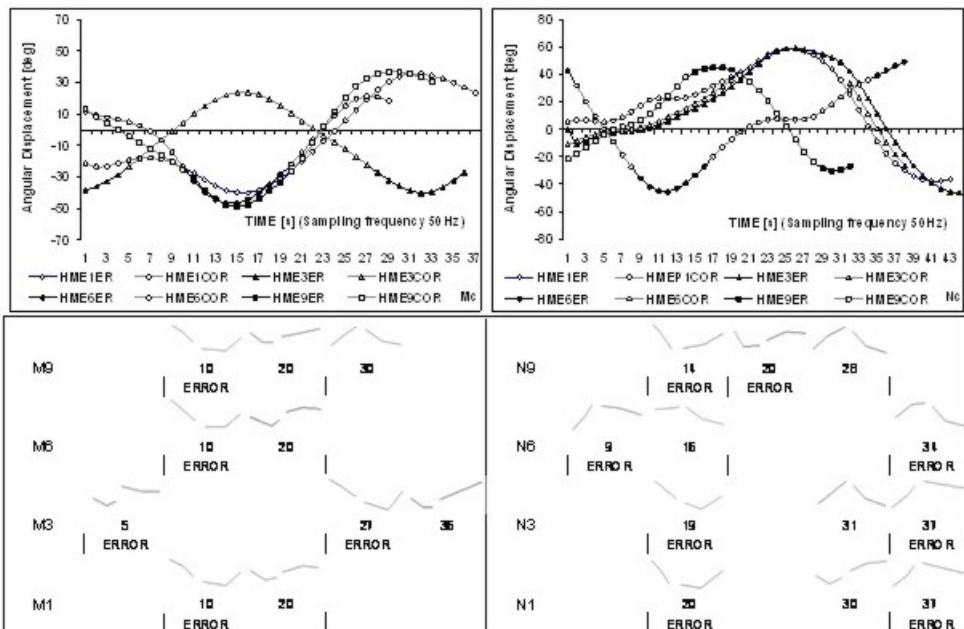 Angular Displacement [deg]
70
50
30
10
-10
-30
-50
-70
TIME [s] (Sampling frequency 50Hz)
1 3 5 7 9 11 13 15 17 19 21 23 25 27 29 31 33 35 37
HME1ER HME1COR HME3ER HME3COR
HME6ER HME6COR HME9ER HME9COR Mc
Angular Displacement [deg]
80
60
40
20
0
-20
-40
-60
-80
TIME [s] (Sampling frequency 50Hz)
1 3 5 7 9 11 13 15 17 19 21 23 25 27 29 31 33 35 37 39 41 43
HME1ER HMEP1COR HME3ER HME3COR
HME6ER HME6COR HME9ER HME9COR Nc
M9 10 20 30
ERROR
M6 10 20
ERROR
M3 5 27 36
ERROR ERROR
M1 10 20
ERROR
N9 14 20 26
ERROR ERROR
N6 9 16 34
ERROR ERROR
N3 19 31 37
ERROR ERROR
N1 20 30 37
ERROR ERROR